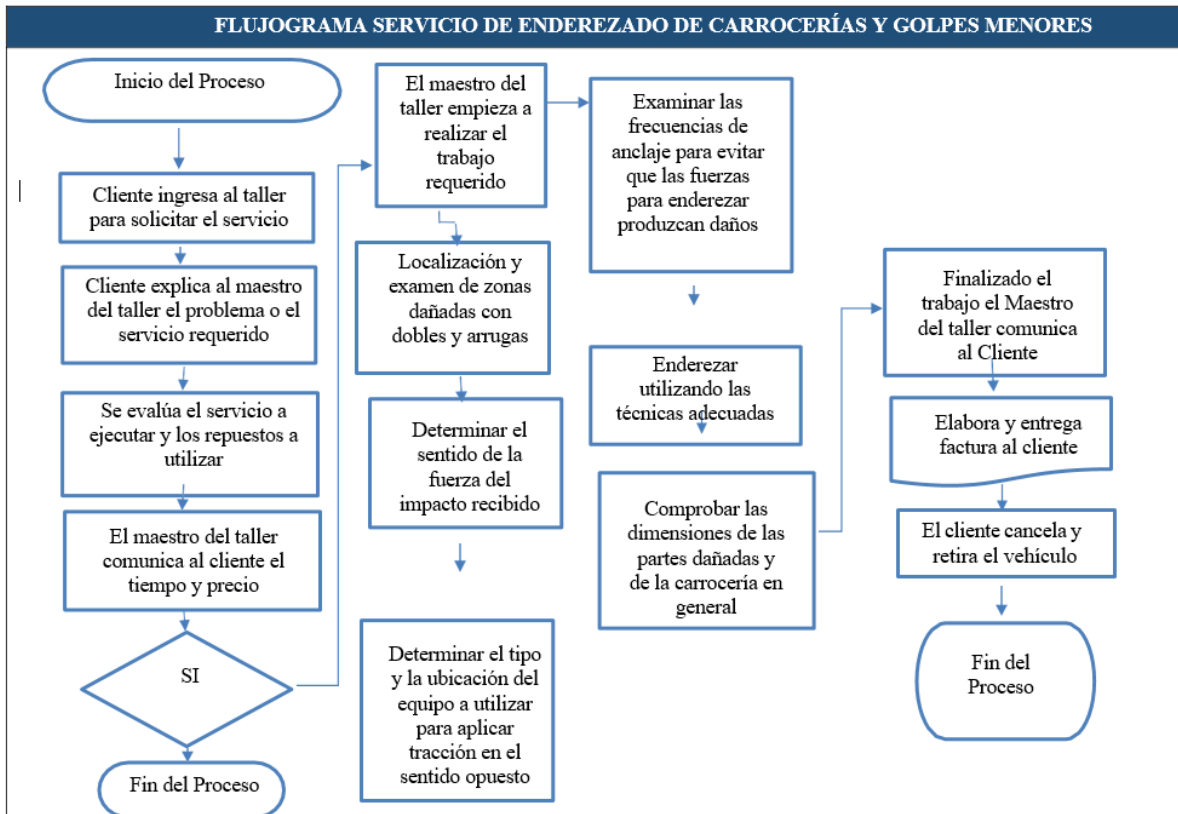 FLUJOGRAMA SERVICIO DE ENDEREZADO DE CARROCERÍAS Y GOLPES MENORES
Inicio del Proceso
Cliente ingresa al taller
para solicitar el servicio
Cliente explica al maestro
del taller el problema o el
servicio requerido
Se evalúa el servicio a
ejecutar y los repuestos a
utilizar
El maestro del taller
comunica al cliente el
tiempo y precio
SI
Fin del Proceso
El maestro del
taller empieza a
realizar el
trabajo
requerido
Localización y
examen de zonas
dañadas con
dobles y arrugas
Determinar el
sentido de la
fuerza del
impacto recibido
Determinar el tipo
y la ubicación del
equipo a utilizar
para aplicar
tracción en el
sentido opuesto
Examinar las
frecuencias de
anclaje para evitar
que las fuerzas
para enderezar
produzcan daños
Enderezar
utilizando las
técnicas adecuadas
Comprobar las
dimensiones de las
partes dañadas y
de la carrocería en
general
Finalizado el
trabajo el Maestro
del taller comunica
al Cliente
Elabora y entrega
factura al cliente
El cliente cancela y
retira el vehículo
Fin del
Proceso